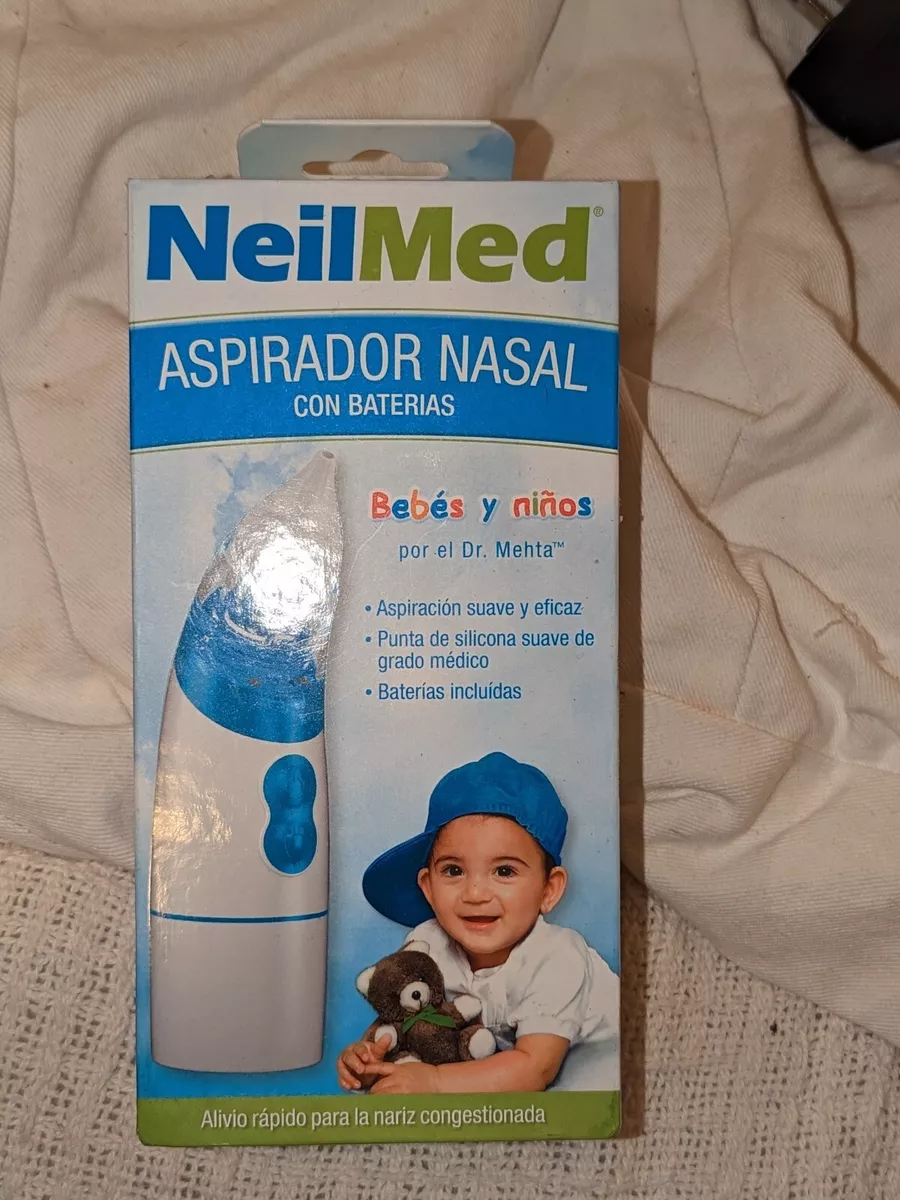 NeilMed®
ASPIRADOR NASAL
CON BATERIAS
Bebés y niños
por el Dr. Mehta™
• Aspiración suave y eficaz
• Punta de silicona suave de
grado médico
• Baterías incluídas
Alivio rápido para la nariz congestionada